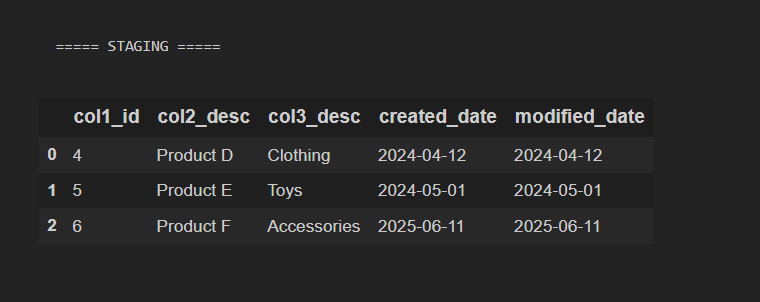 ===== STAGING =====
col1_id col2_desc col3_desc created_date modified_date
0 4 Product D Clothing 2024-04-12 2024-04-12
1 5 Product E Toys 2024-05-01 2024-05-01
2 6 Product F Accessories 2025-06-11 2025-06-11